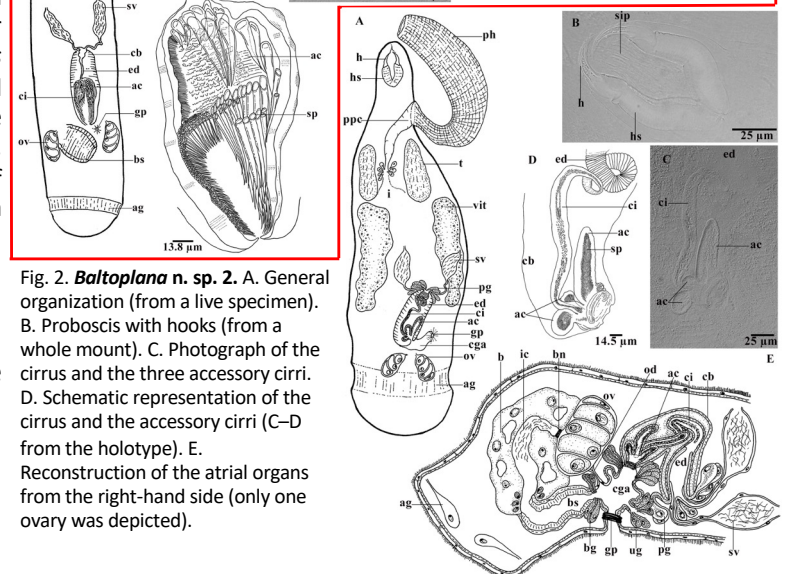 sv
cb
ed
ac
ci
gp
ov
bs
ag
ac
sp
13.8 µm
A
ph
h
hs
ppc
t
i
vit
sv
pg
ed
ci
ac
gp
cga
ov
ag
B
sip
h
hs
25 µm
D
ed
ci
ac
sp
cb
ac
14.5 µm
C
ed
ci
ac
ac
25 µm
E
b
ic
bn
ov
od
ac
ci
cb
ed
cga
bs
ag
bg
gp
ug
pg
sv
Fig. 2. Baltoplana n. sp. 2. A. General
organization (from a live specimen).
B. Proboscis with hooks (from a
whole mount). C. Photograph of the
cirrus and the three accessory cirri.
D. Schematic representation of the
cirrus and the accessory cirri (C–D
from the holotype). E.
Reconstruction of the atrial organs
from the right-hand side (only one
ovary was depicted).